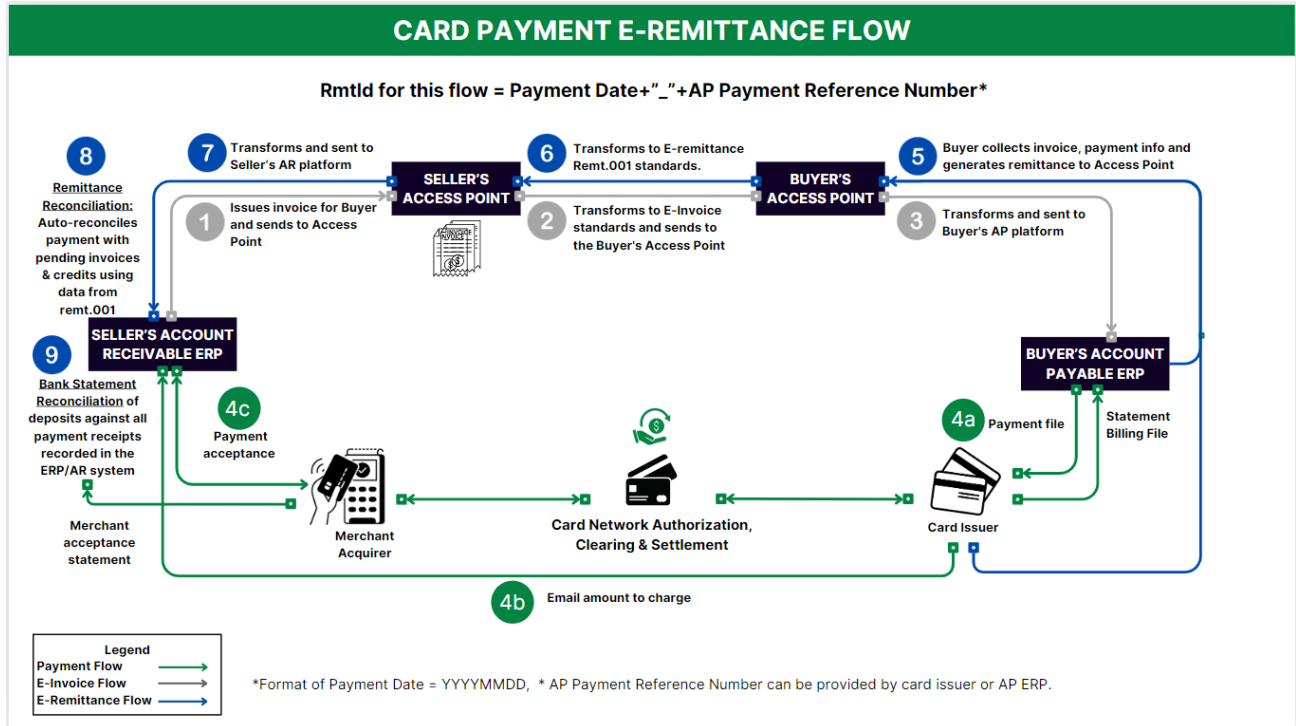 CARD PAYMENT E-REMITTANCE FLOW
RmtId for this flow = Payment Date+"_"+AP Payment Reference Number*
8
Remittance
Reconciliation:
Auto-reconciles
payment with
pending invoices
& credits using
data from
remt.001
7
Transforms and sent to
Seller's AR platform
1
Issues invoice for Buyer
and sends to Access
Point
SELLER'S
ACCESS POINT
INVOICE
6
Transforms to E-remittance
Remt.001 standards.
2
Transforms to E-Invoice
standards and sends to
the Buyer's Access Point
BUYER'S
ACCESS POINT
5
Buyer collects invoice, payment info and
generates remittance to Access Point
3
Transforms and sent to
Buyer's AP platform
SELLER'S ACCOUNT
RECEIVABLE ERP
BUYER'S ACCOUNT
PAYABLE ERP
9
Bank Statement
Reconciliation of
deposits against all
payment receipts
recorded in the
ERP/AR system
Merchant
acceptance
statement
4c
Payment
acceptance
Merchant
Acquirer
Card Network Authorization,
Clearing & Settlement
4a
Payment file
Statement
Billing File
Card Issuer
4b
Email amount to charge
Legend
Payment Flow
E-Invoice Flow
E-Remittance Flow
*Format of Payment Date = YYYYMMDD, * AP Payment Reference Number can be provided by card issuer or AP ERP.